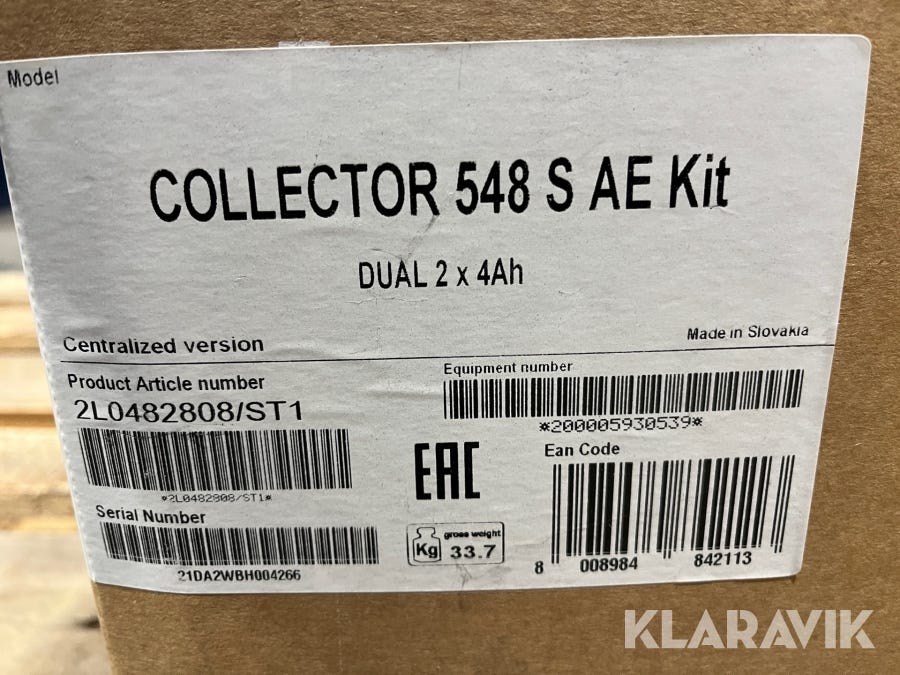 Model
COLLECTOR 548 S AE Kit
DUAL 2 x 4Ah
Centralized version
Made in Slovakia
Product Article number
2L0482808/ST1
*2L0482808/ST1*
Serial Number
21DA2WBH004266
Equipment number
*200005930539*
EAC
Ean Code
8 008984 842113
Kg
gross weight
33.7
KLARAVIK